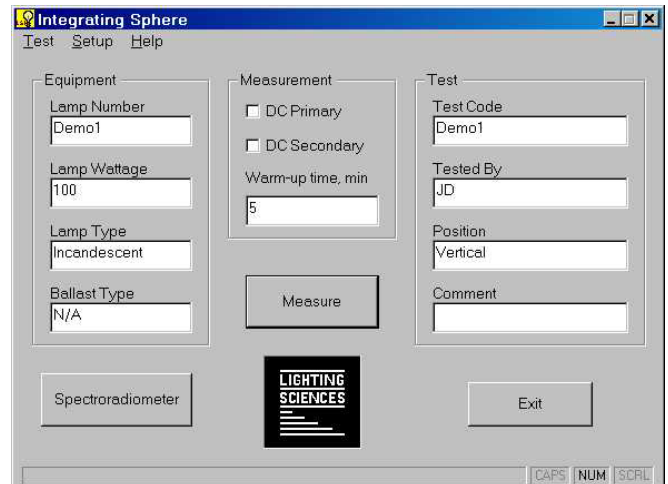 Integrating Sphere
Test Setup Help
Equipment
Lamp Number
Demo1
Lamp Wattage
100
Lamp Type
Incandescent
Ballast Type
N/A
Measurement
DC Primary
DC Secondary
Warm-up time, min
5
Measure
Test
Test Code
Demo1
Tested By
JD
Position
Vertical
Comment
Spectroradiometer
LIGHTING
SCIENCES
Exit
CAPS NUM SCRL